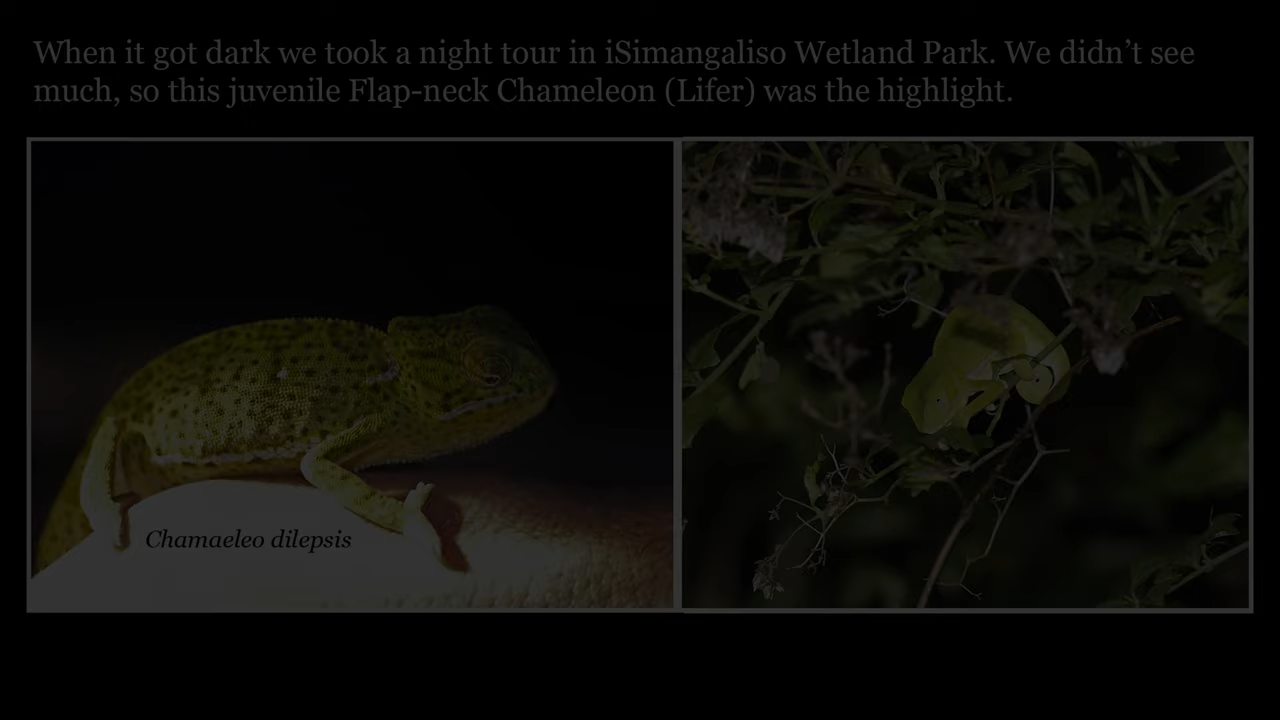 When it got dark we took a night tour in iSimangaliso Wetland Park. We didn’t see
much, so this juvenile Flap-neck Chameleon (Lifer) was the highlight.
Chamaeleo dilepsis